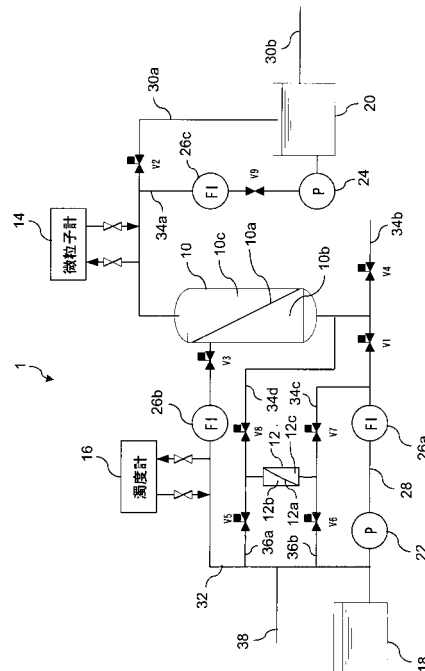 1
14
微粒子計
V2
30a
30b
34a
FI
26c
V9
P
24
20
16
濁度計
26b
FI
V3
10
10c
10a
10b
34b
V4
V1
34d
34c
V8
V7
12
12c
12b
12a
V5
V6
36a
36b
FI
26a
28
32
38
P
22
18